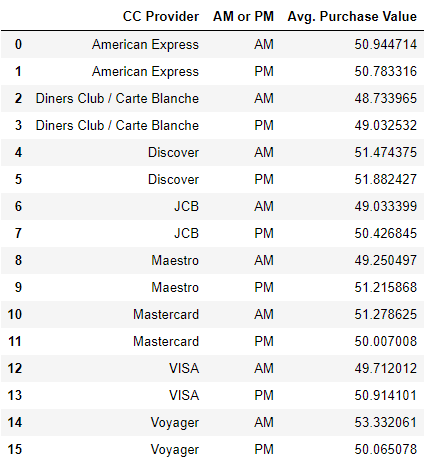 CC Provider AM or PM Avg. Purchase Value
0 American Express AM 50.944714
1 American Express PM 50.783316
2 Diners Club / Carte Blanche AM 48.733965
3 Diners Club / Carte Blanche PM 49.032532
4 Discover AM 51.474375
5 Discover PM 51.882427
6 JCB AM 49.033399
7 JCB PM 50.426845
8 Maestro AM 49.250497
9 Maestro PM 51.215868
10 Mastercard AM 51.278625
11 Mastercard PM 50.007008
12 VISA AM 49.712012
13 VISA PM 50.914101
14 Voyager AM 53.332061
15 Voyager PM 50.065078